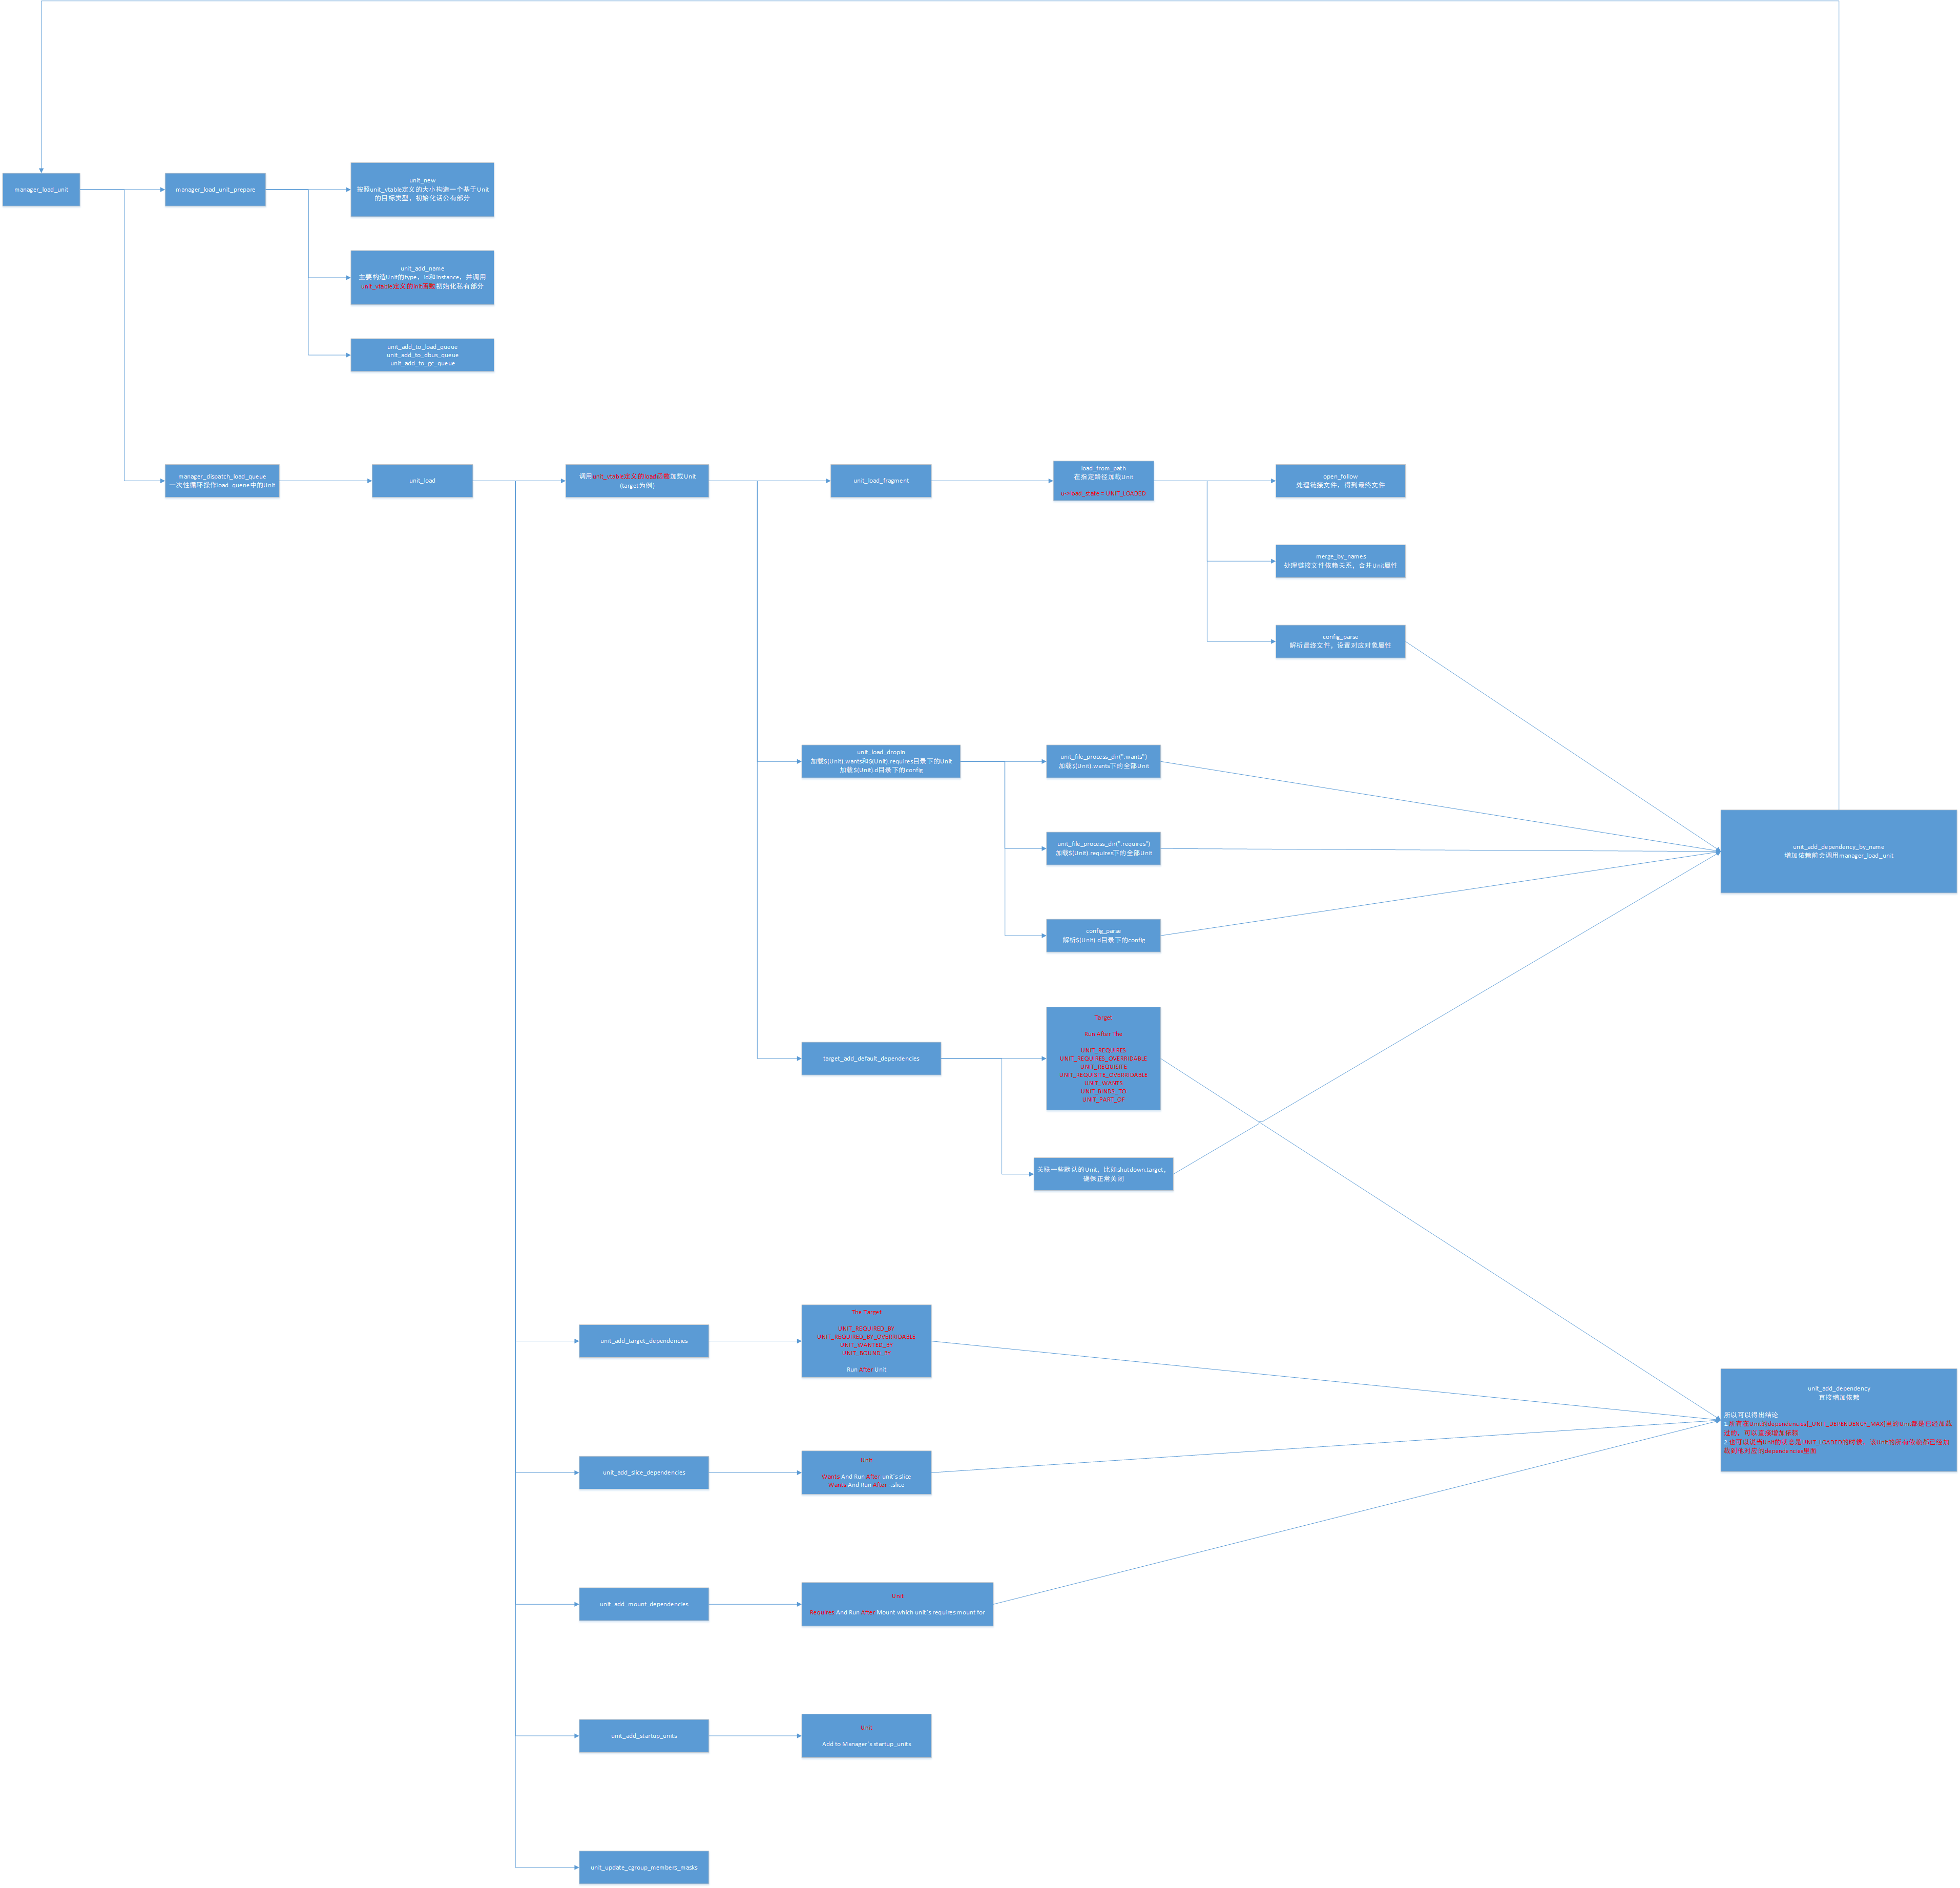 manager_load_unit
manager_load_unit_prepare
unit_new
按照unit_vtable定义的大小构造一个基于Unit
的目标类型，初始化该公有部分
unit_add_name
主要构造Unit的type，id和instance，并调用
unit_vtable定义的init函数初始化私有部分
unit_add_to_load_queue
unit_add_to_dbus_queue
unit_add_to_gc_queue
manager_dispatch_load_queue
一次性循环操作load_quene中的Unit
unit_load
调用unit_vtable定义的load函数加载Unit
(target为例)
unit_load_fragment
load_from_path
在指定路径加载Unit
u->load_state = UNIT_LOADED
open_follow
处理链接文件，得到最终文件
merge_by_names
处理链接文件依赖关系，合并Unit属性
config_parse
解析最终文件，设置对应对象属性
unit_load_dropin
加载$(Unit).wants和$(Unit).requires目录下的Unit
加载$(Unit).d目录下的config
unit_file_process_dir(".wants")
加载$(Unit).wants下的全部Unit
unit_file_process_dir(".requires")
加载$(Unit).requires下的全部Unit
config_parse
解析$(Unit).d目录下的config
unit_add_dependency_by_name
增加依赖前会调用manager_load_unit
target_add_default_dependencies
Target
Run After The
UNIT_REQUIRES
UNIT_REQUIRES_OVERRIDABLE
UNIT_REQUISITE
UNIT_REQUISITE_OVERRIDABLE
UNIT_WANTS
UNIT_BINDS_TO
UNIT_PART_OF
关联一些默认的Unit，比如shutdown.target，
确保正常关闭
unit_add_target_dependencies
The Target
UNIT_REQUIRED_BY
UNIT_REQUIRED_BY_OVERRIDABLE
UNIT_WANTED_BY
UNIT_BOUND_BY
Run After Unit
unit_add_dependency
直接增加依赖
所以可以得出结论
1.所有在Unit的dependencies[_UNIT_DEPENDENCY_MAX]里的Unit都是已经加载
过的，可以直接增加依赖
2.也可以说当Unit的状态是UNIT_LOADED的时候，该Unit的所有依赖都已经加
载到他对应的dependencies里面
unit_add_slice_dependencies
Unit
Wants And Run After unit`s slice
Wants And Run After -.slice
unit_add_mount_dependencies
Unit
Requires And Run After Mount which unit`s requires mount for
unit_add_startup_units
Unit
Add to Manager`s startup_units
unit_update_cgroup_members_masks